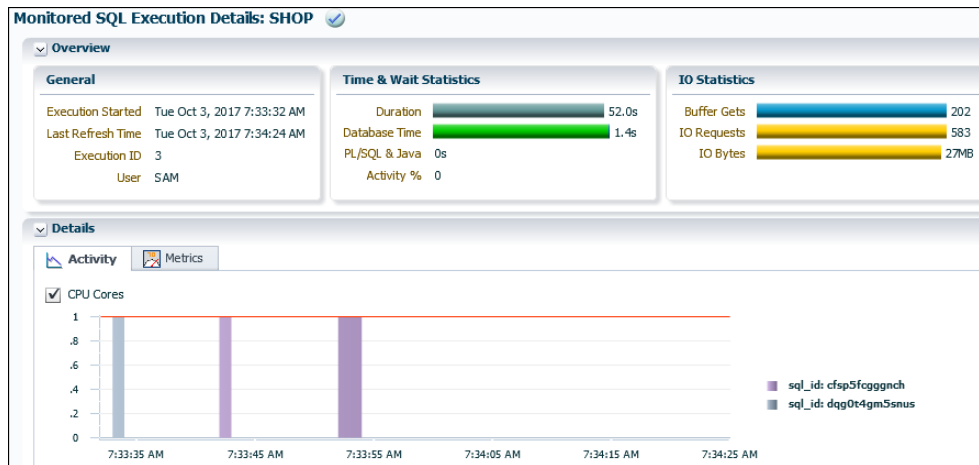 Monitored SQL Execution Details: SHOP
Overview
General
Execution Started Tue Oct 3, 2017 7:33:32 AM
Last Refresh Time Tue Oct 3, 2017 7:34:24 AM
Execution ID 3
User SAM
Time & Wait Statistics
Duration 52.0s
Database Time 1.4s
PL/SQL & Java 0s
Activity % 0
IO Statistics
Buffer Gets 202
IO Requests 583
IO Bytes 27MB
Details
Activity
Metrics
CPU Cores
1
.8
.6
.4
.2
0
7:33:35 AM 7:33:45 AM 7:33:55 AM 7:34:05 AM 7:34:15 AM 7:34:25 AM
sql_id: cfsp5fcgggnch
sql_id: dqg0t4gm5snus